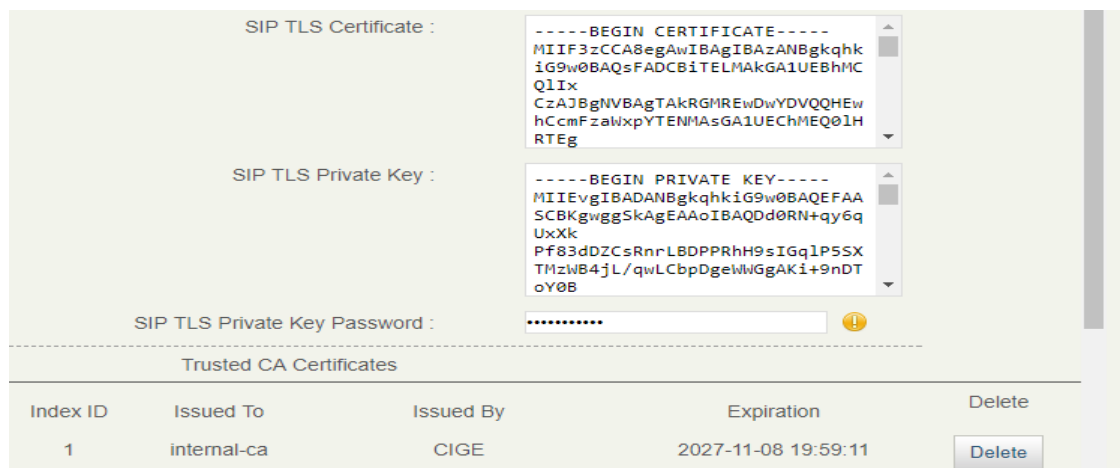 SIP TLS Certificate :
-----BEGIN CERTIFICATE-----
MIIF3zCCA8egAwIBAgIBAzANBgkqhk
iG9w0BAQsFADCBiTELMAkGA1UEBhMC
QlIx
CzAJBgNVBAgTAkRGMREwDwYDVQQHEw
hCcmFzaWxpYTENMAsGA1UEChMEQ0lH
RTEg
SIP TLS Private Key :
-----BEGIN PRIVATE KEY-----
MIIEvgIBADANBgkqhkiG9w0BAQEFAA
SCBKgwggSkAgEAAoIBAQDd0RN+qy6q
UxXk
Pf83dDZCsRnrLBDPPRhH9sIGqlP5SX
TMzWB4jL/qwLCbpDgeWWGgAKi+9nDT
oY0B
SIP TLS Private Key Password :
•••••••••••
Trusted CA Certificates
Index ID Issued To Issued By Expiration Delete
1 internal-ca CIGE 2027-11-08 19:59:11 Delete